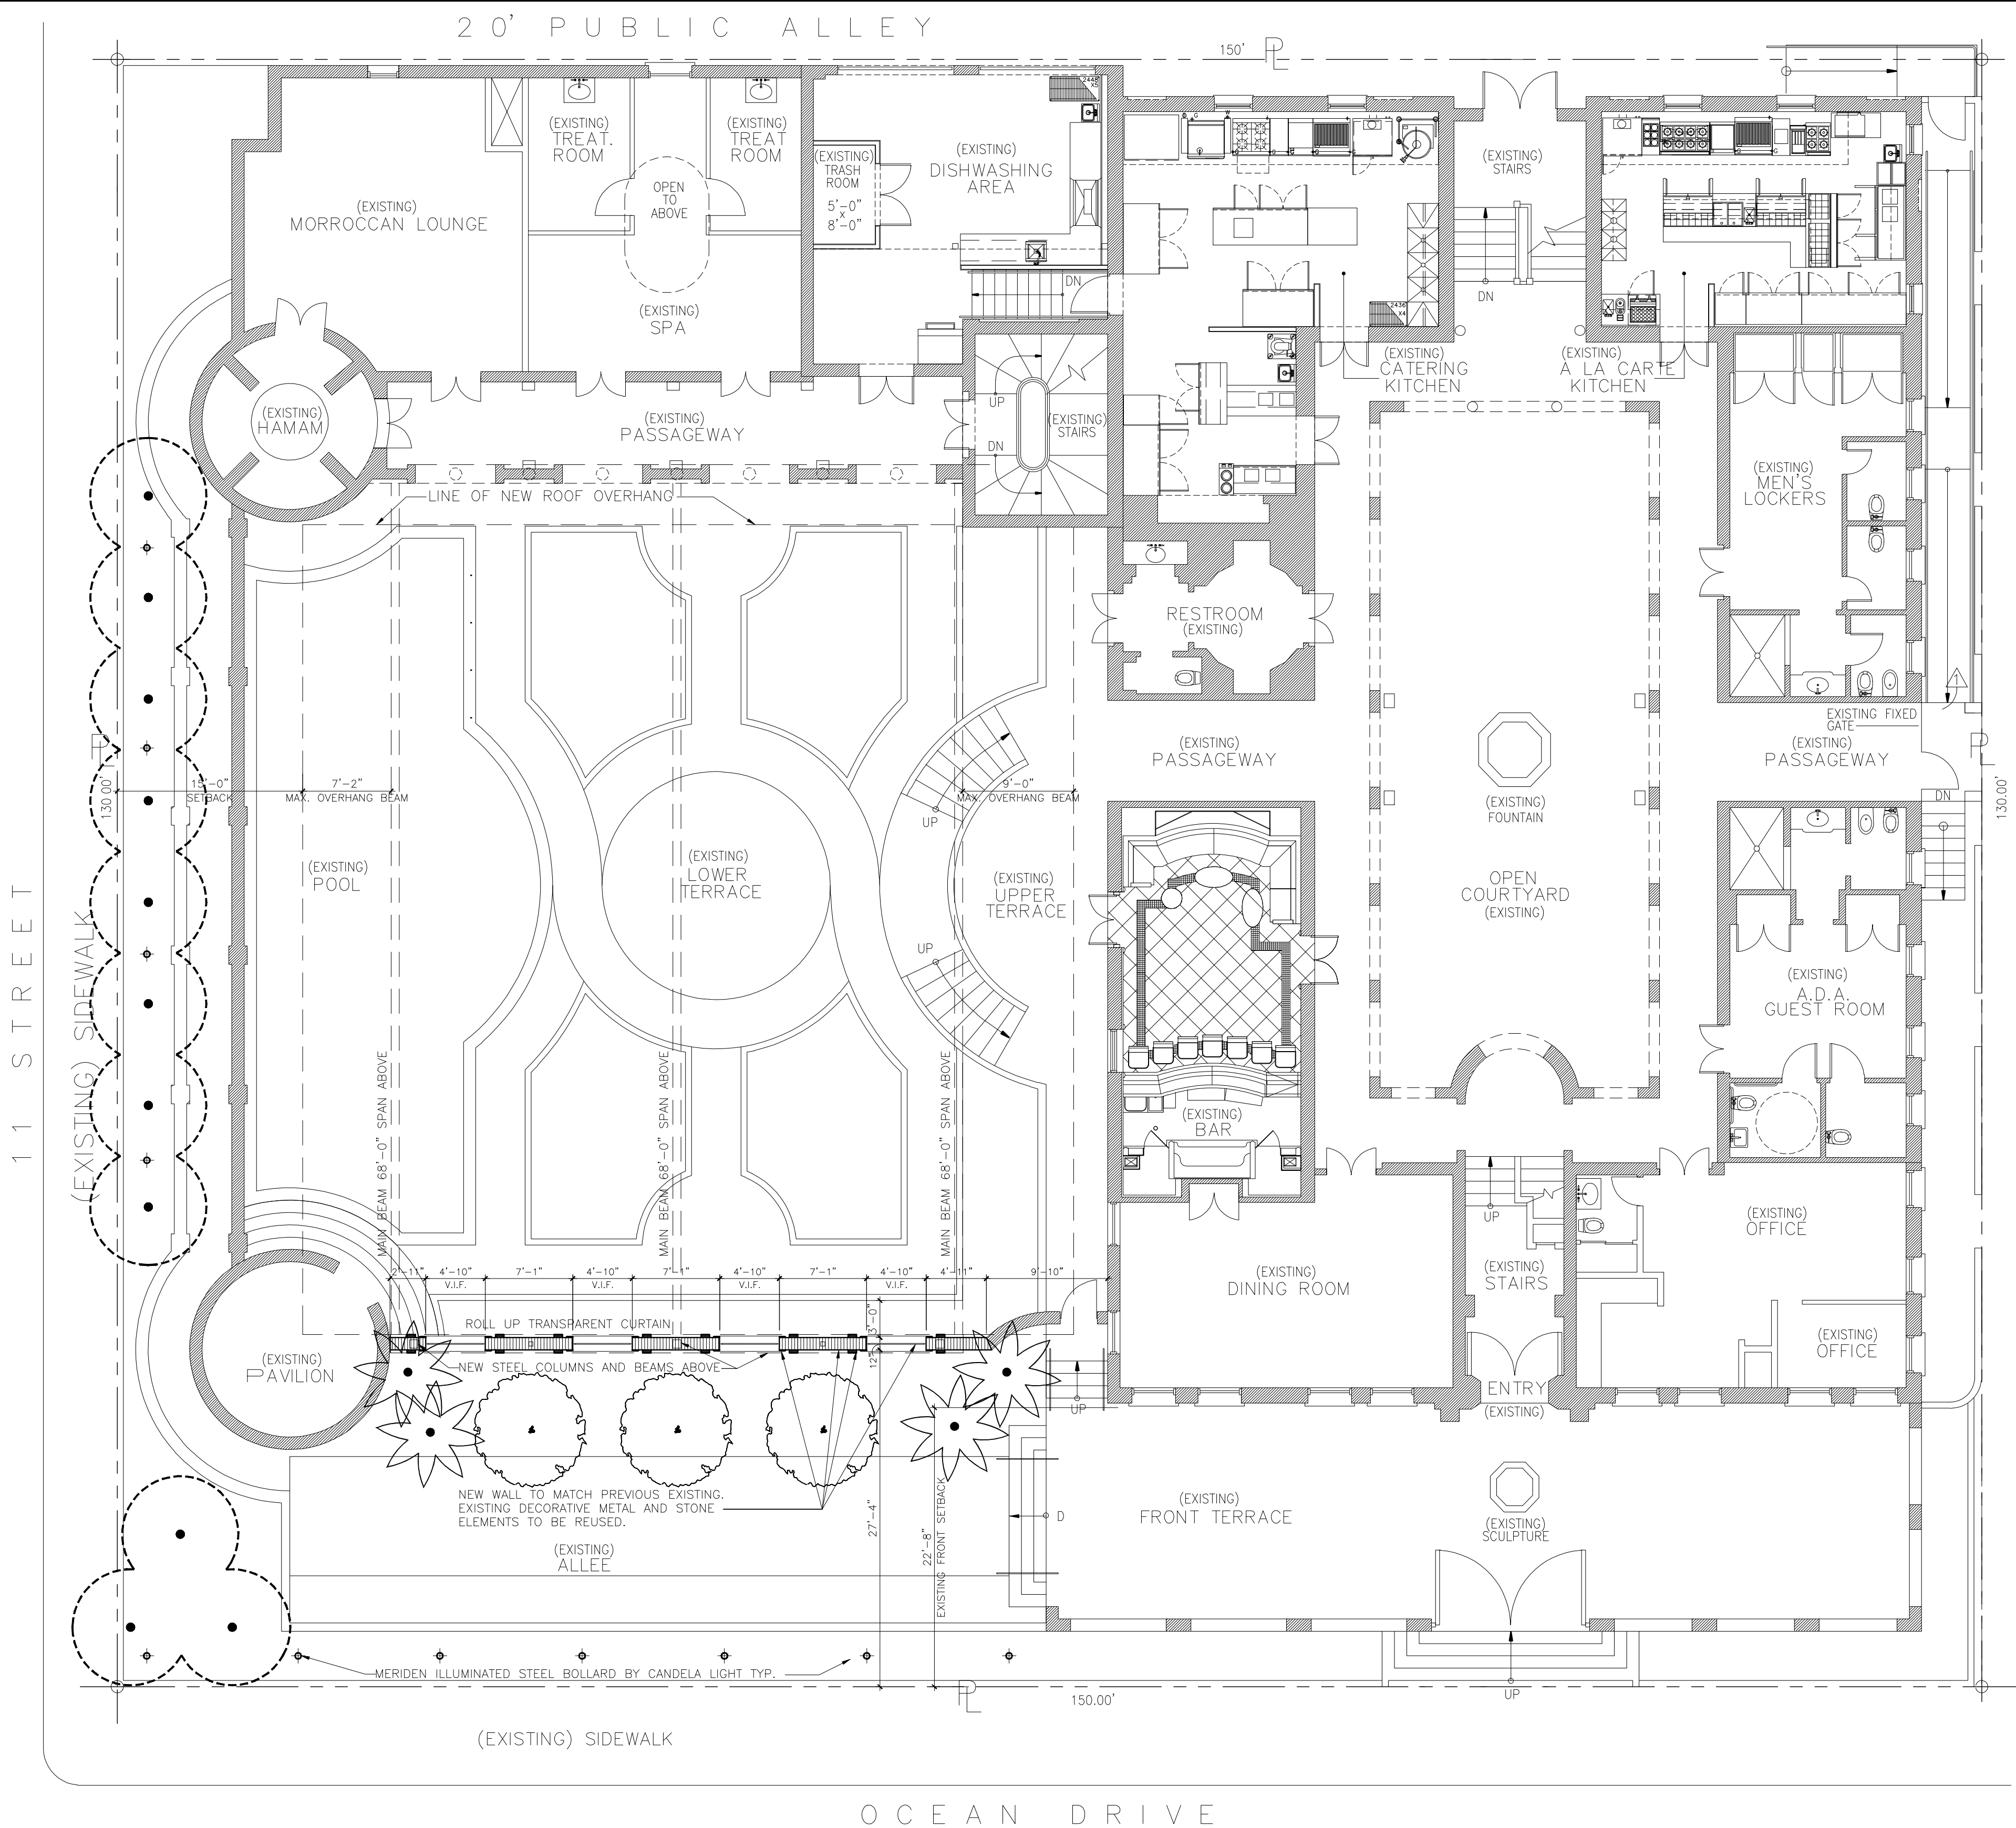 20' PUBLIC ALLEY
150'
PL
(EXISTING)
MORROCCAN LOUNGE
(EXISTING)
TREAT.
ROOM
(EXISTING)
TREAT
ROOM
OPEN
TO
ABOVE
(EXISTING)
SPA
(EXISTING)
TRASH
ROOM
5'-0"
x
8'-0"
(EXISTING)
DISHWASHING
AREA
2448
X5
DN
(EXISTING)
STAIRS
DN
2436
X4
(EXISTING)
CATERING
KITCHEN
(EXISTING)
A LA CARTE
KITCHEN
(EXISTING)
HAMAM
(EXISTING)
PASSAGEWAY
UP
DN
(EXISTING)
STAIRS
(EXISTING)
MEN'S
LOCKERS
LINE OF NEW ROOF OVERHANG
RESTROOM
(EXISTING)
1
EXISTING FIXED
GATE
PL
130.00'
15'-0"
SETBACK
7'-2"
MAX. OVERHANG BEAM
9'-0"
MAX. OVERHANG BEAM
UP
(EXISTING)
PASSAGEWAY
(EXISTING)
FOUNTAIN
(EXISTING)
PASSAGEWAY
PL
130.00'
DN
(EXISTING)
POOL
(EXISTING)
LOWER
TERRACE
(EXISTING)
UPPER
TERRACE
UP
OPEN
COURTYARD
(EXISTING)
(EXISTING)
A.D.A.
GUEST ROOM
11 STREET
(EXISTING) SIDEWALK
MAIN BEAM 68'-0" SPAN ABOVE
MAIN BEAM 68'-0" SPAN ABOVE
MAIN BEAM 68'-0" SPAN ABOVE
(EXISTING)
BAR
UP
(EXISTING)
STAIRS
(EXISTING)
OFFICE
(EXISTING)
DINING ROOM
2'-11"
4'-10"
V.I.F.
7'-1"
4'-10"
V.I.F.
7'-1"
4'-10"
V.I.F.
7'-1"
4'-10"
V.I.F.
4'-11"
9'-10"
3'-0"
12"
ROLL UP TRANSPARENT CURTAIN
(EXISTING)
PAVILION
NEW STEEL COLUMNS AND BEAMS ABOVE
(EXISTING)
OFFICE
UP
ENTRY
(EXISTING)
NEW WALL TO MATCH PREVIOUS EXISTING.
EXISTING DECORATIVE METAL AND STONE
ELEMENTS TO BE REUSED.
27'-4"
22'-8"
EXISTING FRONT SETBACK
D
(EXISTING)
FRONT TERRACE
(EXISTING)
SCULPTURE
(EXISTING)
ALLEE
MERIDEN ILLUMINATED STEEL BOLLARD BY CANDELA LIGHT TYP.
PL
150.00'
UP
(EXISTING) SIDEWALK
OCEAN DRIVE